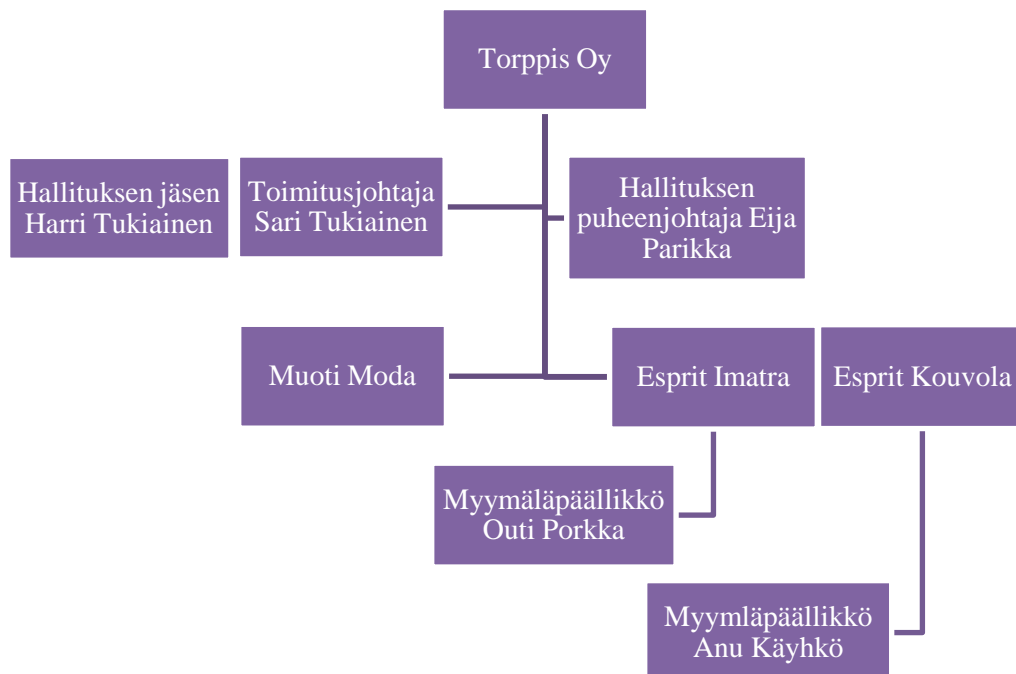 Torppis Oy
Hallituksen jäsen
Harri Tukiainen
Toimitusjohtaja
Sari Tukiainen
Hallituksen
puheenjohtaja Eija
Parikka
Muoti Moda
Esprit Imatra
Esprit Kouvola
Myymäläpäällikkö
Outi Porkka
Myymläpäällikkö
Anu Käyhkö